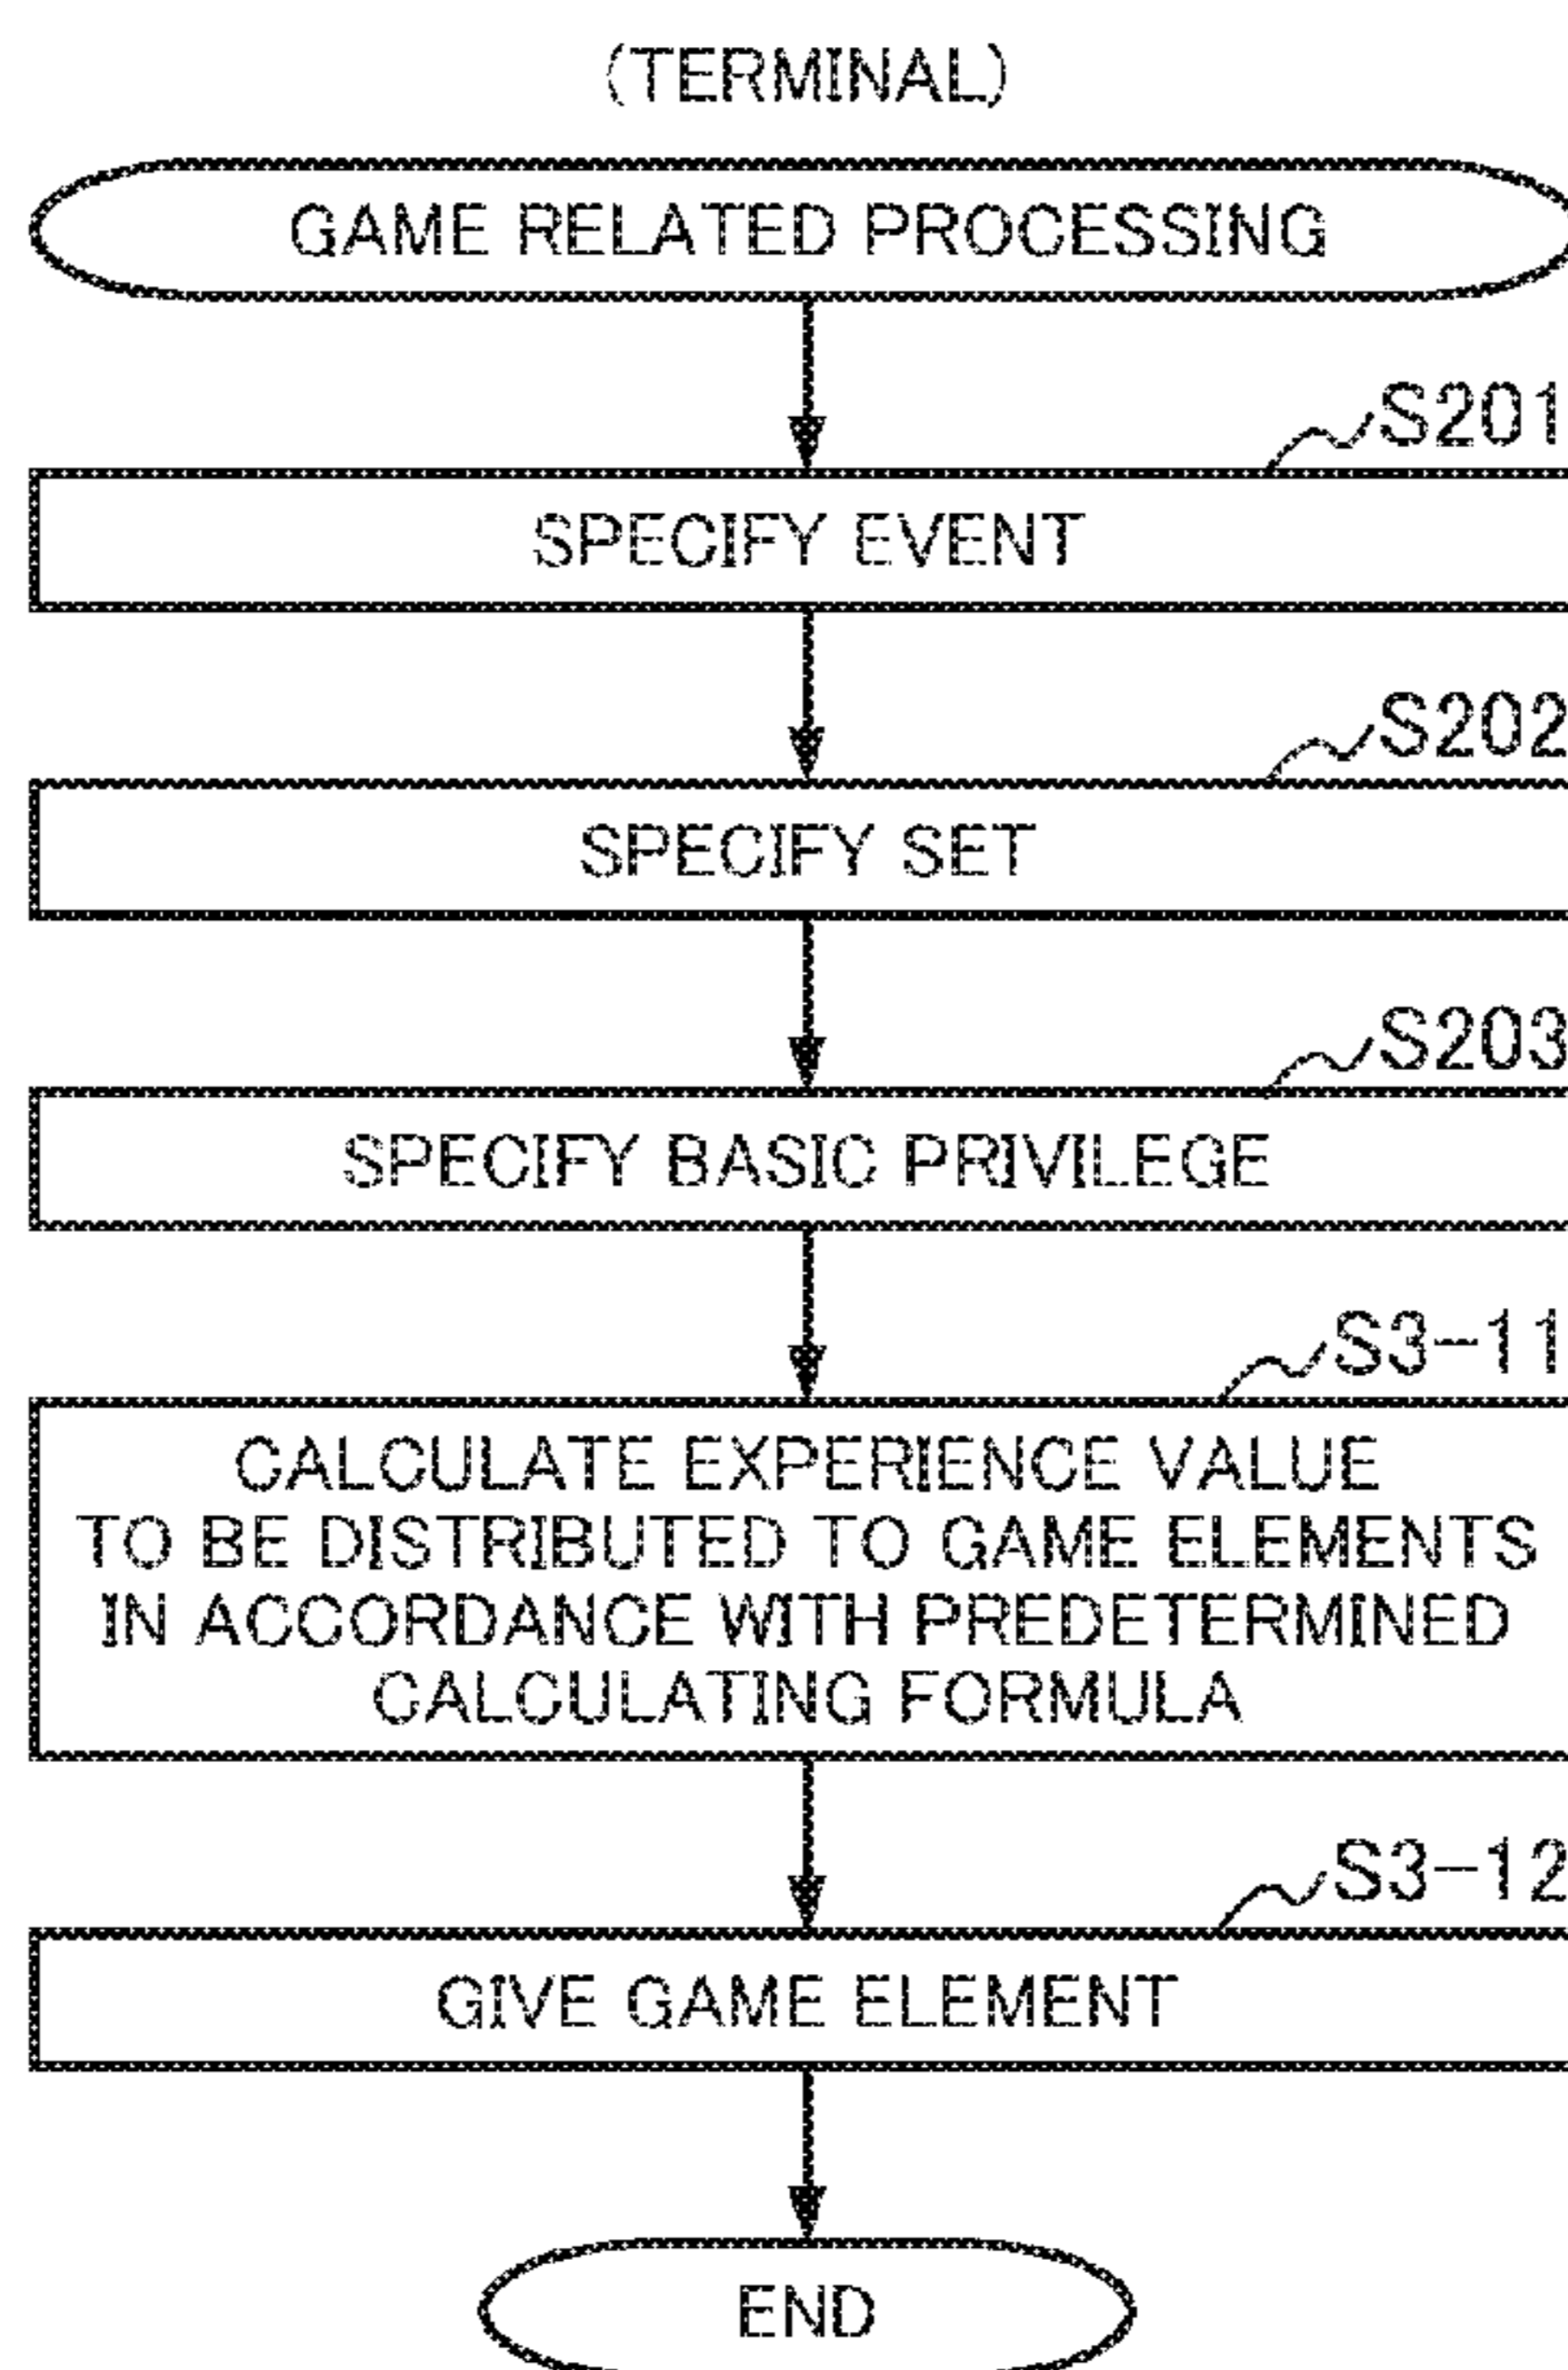 (TERMINAL)
GAME RELATED PROCESSING
S201
SPECIFY EVENT
S202
SPECIFY SET
S203
SPECIFY BASIC PRIVILEGE
S3-11
CALCULATE EXPERIENCE VALUE
TO BE DISTRIBUTED TO GAME ELEMENTS
IN ACCORDANCE WITH PREDETERMINED
CALCULATING FORMULA
S3-12
GIVE GAME ELEMENT
END